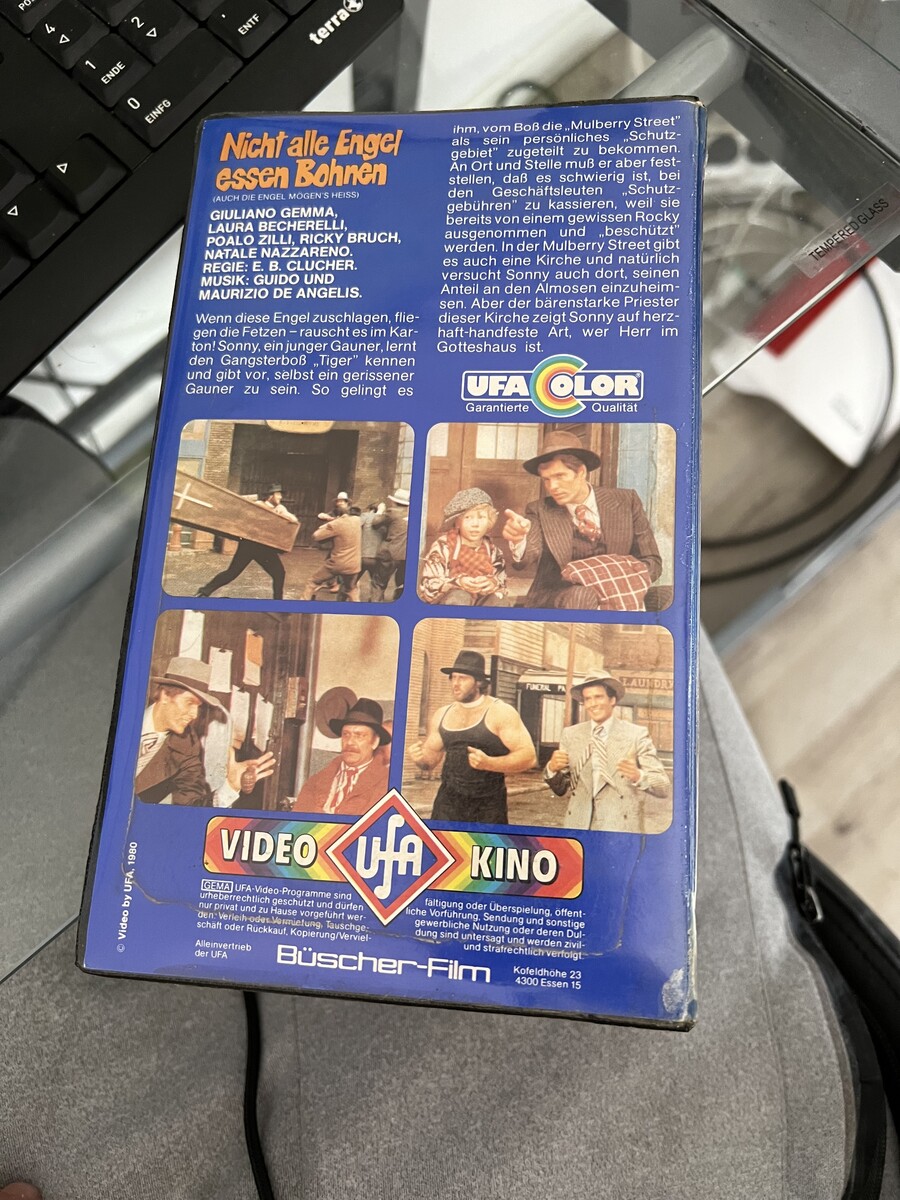 4
2
1
ENDE
0
EINFG
,
ENTF
terra
TEMPERED GLASS
Nicht alle Engel
essen Bohnen
(AUCH DIE ENGEL MÖGEN'S HEISS)
GIULIANO GEMMA,
LAURA BECHERELLI,
POALO ZILLI, RICKY BRUCH,
NATALE NAZZARENO.
REGIE: E. B. CLUCHER.
MUSIK: GUIDO UND
MAURIZIO DE ANGELIS.
Wenn diese Engel zuschlagen, flie-
gen die Fetzen – rauscht es im Kar-
ton! Sonny, ein junger Gauner, lernt
den Gangsterboß „Tiger” kennen
und gibt vor, selbst ein gerissener
Gauner zu sein. So gelingt es
ihm, vom Boß die „Mulberry Street”
als sein persönliches „Schutz-
gebiet” zugeteilt zu bekommen.
An Ort und Stelle muß er aber fest-
stellen, daß es schwierig ist, bei
den Geschäftsleuten „Schutz-
gebühren” zu kassieren, weil sie
bereits von einem gewissen Rocky
ausgenommen und „beschützt”
werden. In der Mulberry Street gibt
es auch eine Kirche und natürlich
versucht Sonny auch dort, seinen
Anteil an den Almosen einzuheim-
sen. Aber der bärenstarke Priester
dieser Kirche zeigt Sonny auf herz-
haft-handfeste Art, wer Herr im
Gotteshaus ist.
UFACOLOR
Garantierte Qualität
FUNERAL PA
LAUNDRY
VIDEO UFA KINO
© Video by UFA, 1980
GEMA UFA-Video-Programme sind
urheberrechtlich geschützt und dürfen
nur privat und zu Hause vorgeführt wer-
den. Verleih oder Vermietung, Tauschge-
schäft oder Rückkauf, Kopierung/Verviel-
fältigung oder Überspielung, öffent-
liche Vorführung, Sendung und sonstige
gewerbliche Nutzung oder deren Dul-
dung sind untersagt und werden zivil-
und strafrechtlich verfolgt.
Alleinvertrieb
der UFA
Büscher-Film
Kofeldhöhe 23
4300 Essen 15